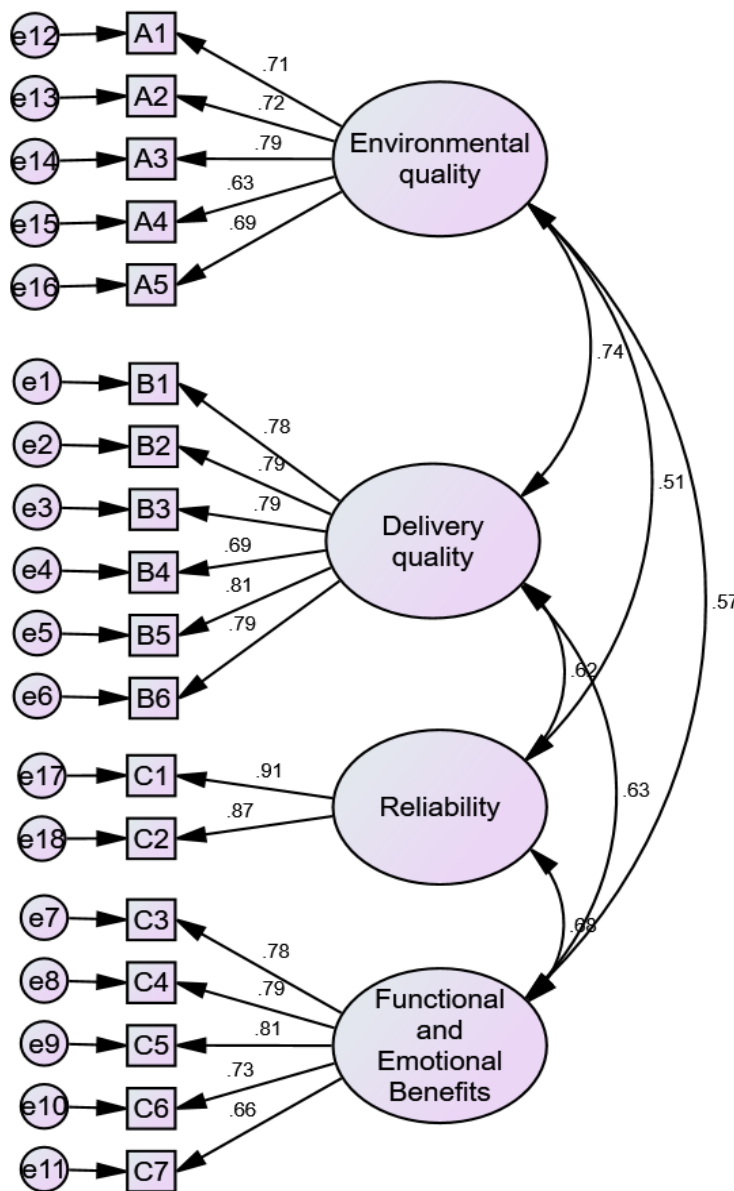 e12 A1
.71
e13 A2
.72
e14 A3
.79
Environmental
quality
e15 A4
.63
e16 A5
.69
.74
.51
.57
e1 B1
.78
e2 B2
.79
e3 B3
.79
Delivery
quality
e4 B4
.69
e5 B5
.81
e6 B6
.79
.62
.63
e17 C1
.91
Reliability
e18 C2
.87
.68
e7 C3
.78
e8 C4
.79
e9 C5
.81
Functional
and
Emotional
Benefits
e10 C6
.73
e11 C7
.66